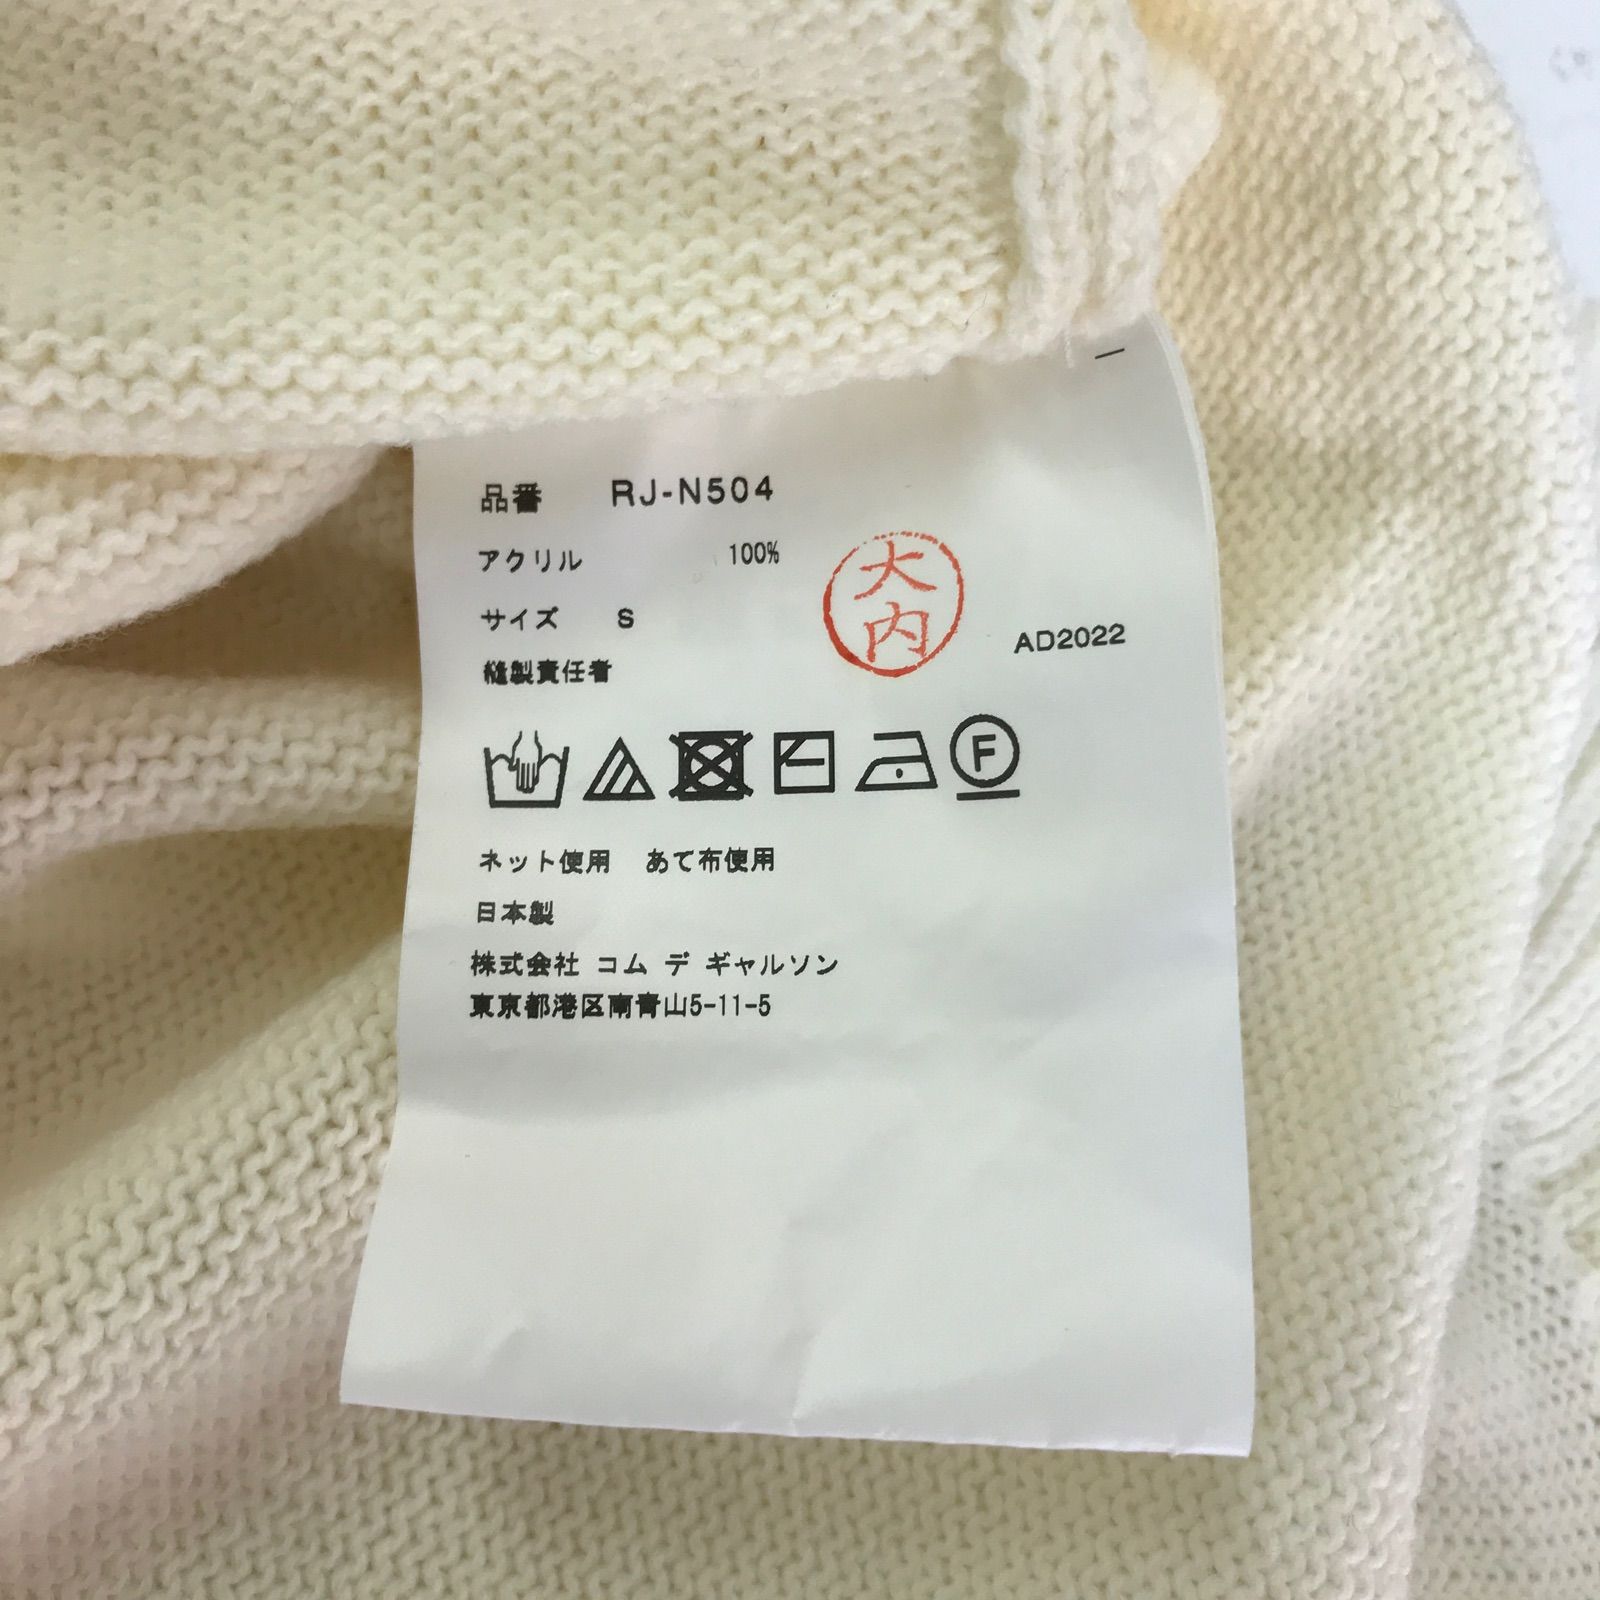 品番 RJ-N504
アクリル 100%
サイズ S
縫製責任者
大内
AD2022
F
ネット使用 あて布使用
日本製
株式会社 コム デ ギャルソン
東京都港区南青山5-11-5